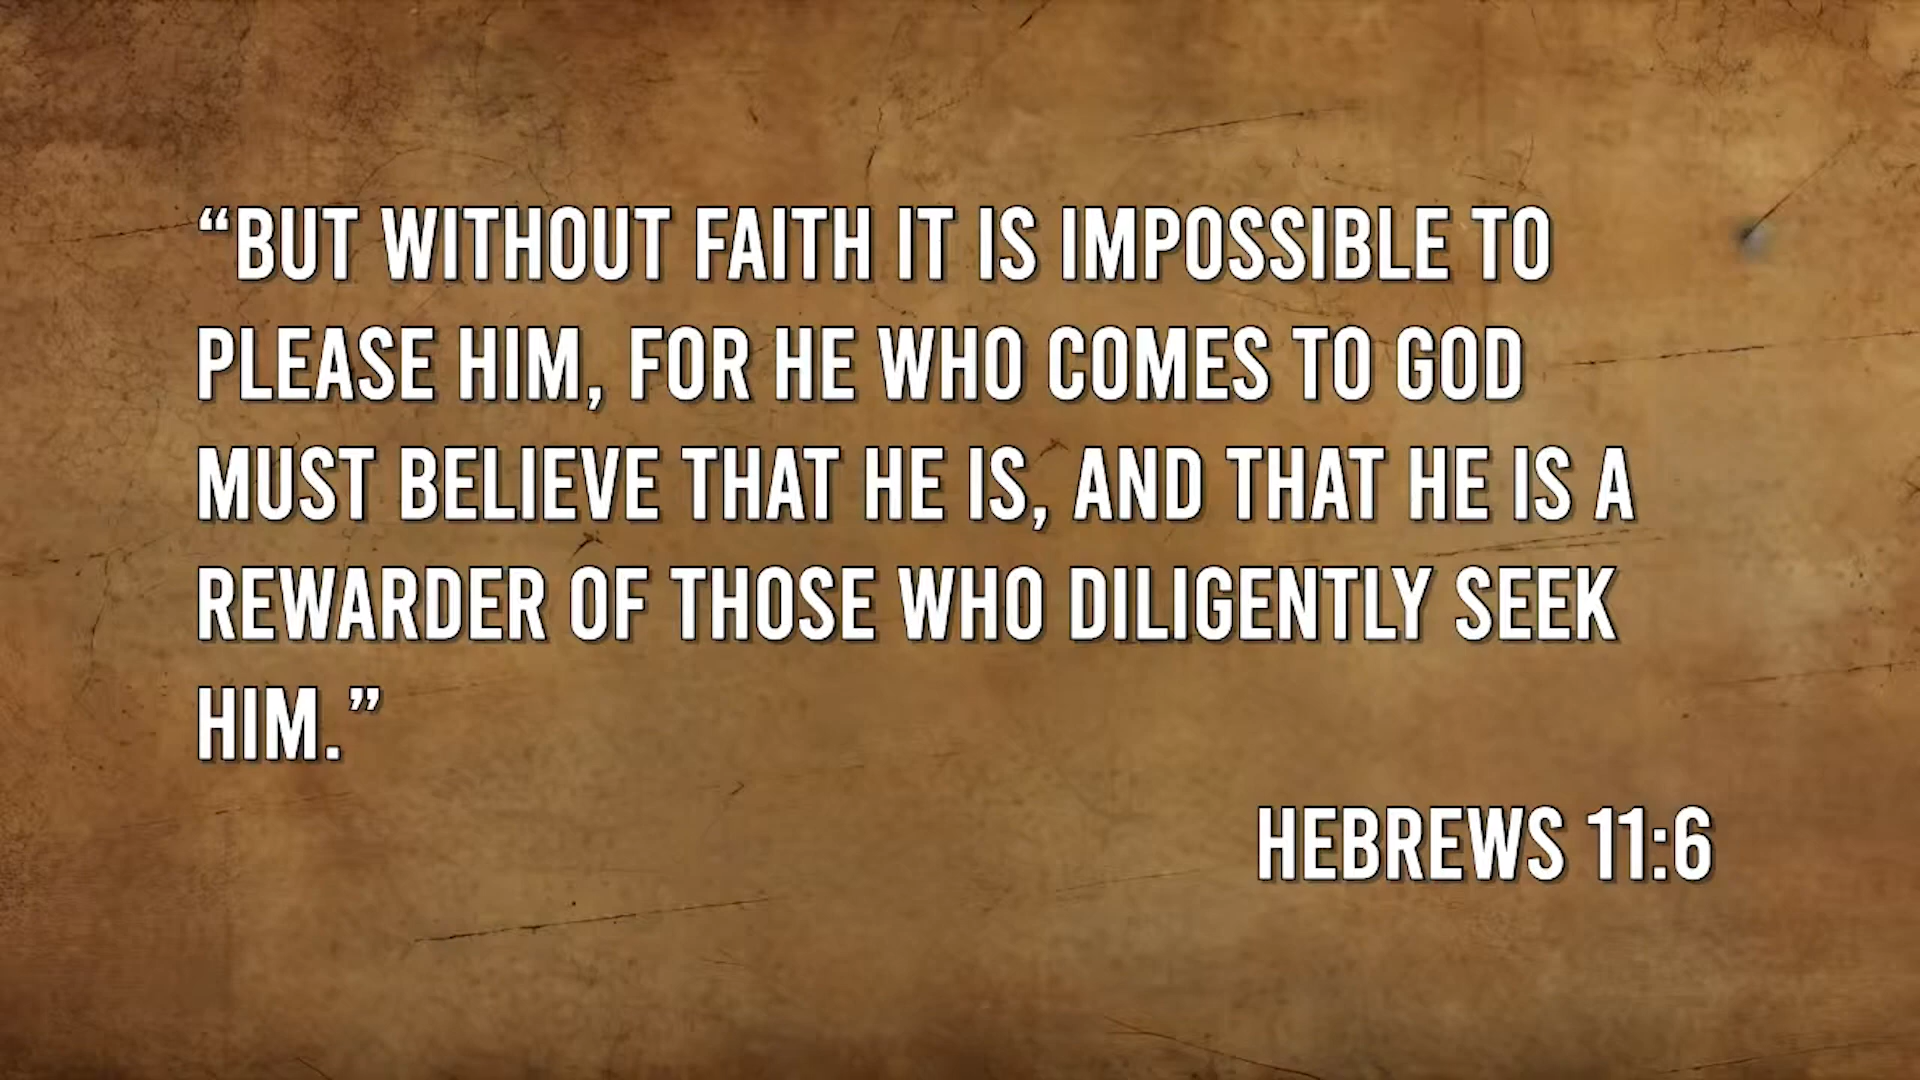 “BUT WITHOUT FAITH IT IS IMPOSSIBLE TO
PLEASE HIM, FOR HE WHO COMES TO GOD
MUST BELIEVE THAT HE IS, AND THAT HE IS A
REWARDER OF THOSE WHO DILIGENTLY SEEK
HIM.”
HEBREWS 11:6